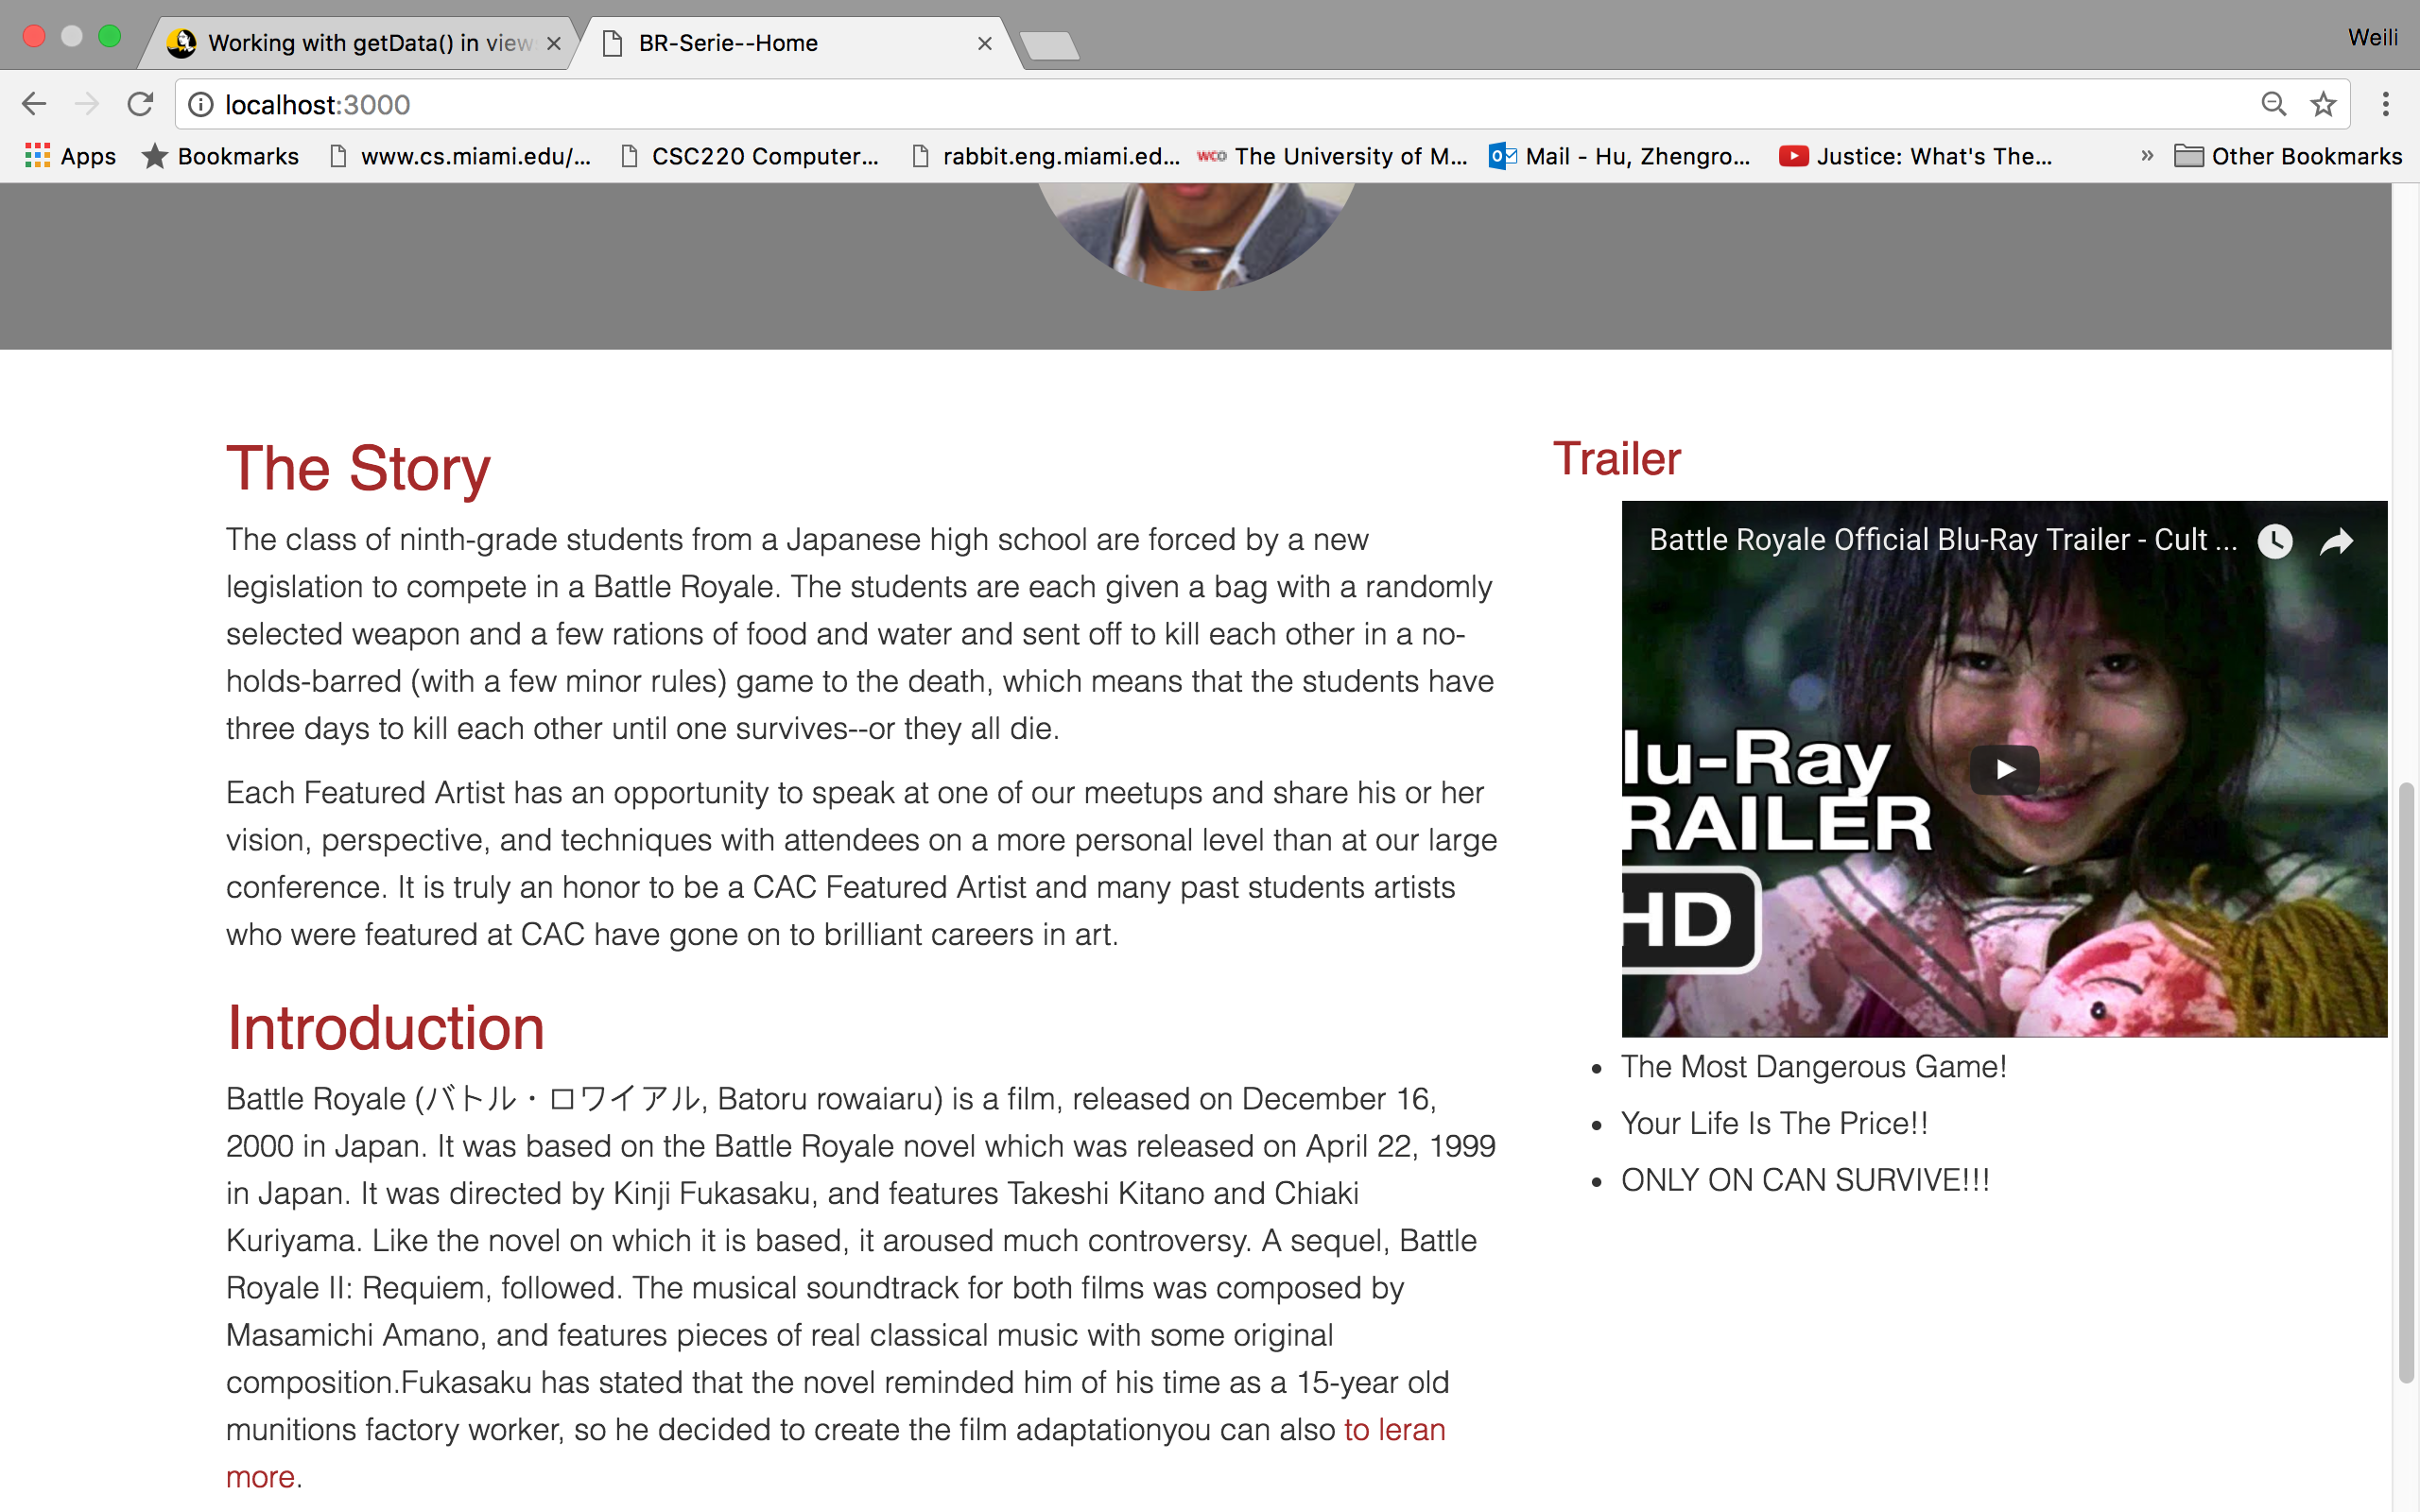 Working with getData() in view
BR-Serie--Home
Weili
localhost:3000
Apps
Bookmarks
www.cs.miami.edu/...
CSC220 Computer...
rabbit.eng.miami.ed...
WCO
The University of M...
Mail - Hu, Zhengro...
Justice: What's The...
»
Other Bookmarks
The Story
The class of ninth-grade students from a Japanese high school are forced by a new
legislation to compete in a Battle Royale. The students are each given a bag with a randomly
selected weapon and a few rations of food and water and sent off to kill each other in a no-
holds-barred (with a few minor rules) game to the death, which means that the students have
three days to kill each other until one survives--or they all die.
Each Featured Artist has an opportunity to speak at one of our meetups and share his or her
vision, perspective, and techniques with attendees on a more personal level than at our large
conference. It is truly an honor to be a CAC Featured Artist and many past students artists
who were featured at CAC have gone on to brilliant careers in art.
Introduction
Battle Royale (バトル・ロワイアル, Batoru rowaiaru) is a film, released on December 16,
2000 in Japan. It was based on the Battle Royale novel which was released on April 22, 1999
in Japan. It was directed by Kinji Fukasaku, and features Takeshi Kitano and Chiaki
Kuriyama. Like the novel on which it is based, it aroused much controversy. A sequel, Battle
Royale II: Requiem, followed. The musical soundtrack for both films was composed by
Masamichi Amano, and features pieces of real classical music with some original
composition.Fukasaku has stated that the novel reminded him of his time as a 15-year old
munitions factory worker, so he decided to create the film adaptationyou can also to leran
more.
Trailer
Battle Royale Official Blu-Ray Trailer - Cult ...
lu-Ray
RAILER
HD
• The Most Dangerous Game!
• Your Life Is The Price!!
• ONLY ON CAN SURVIVE!!!